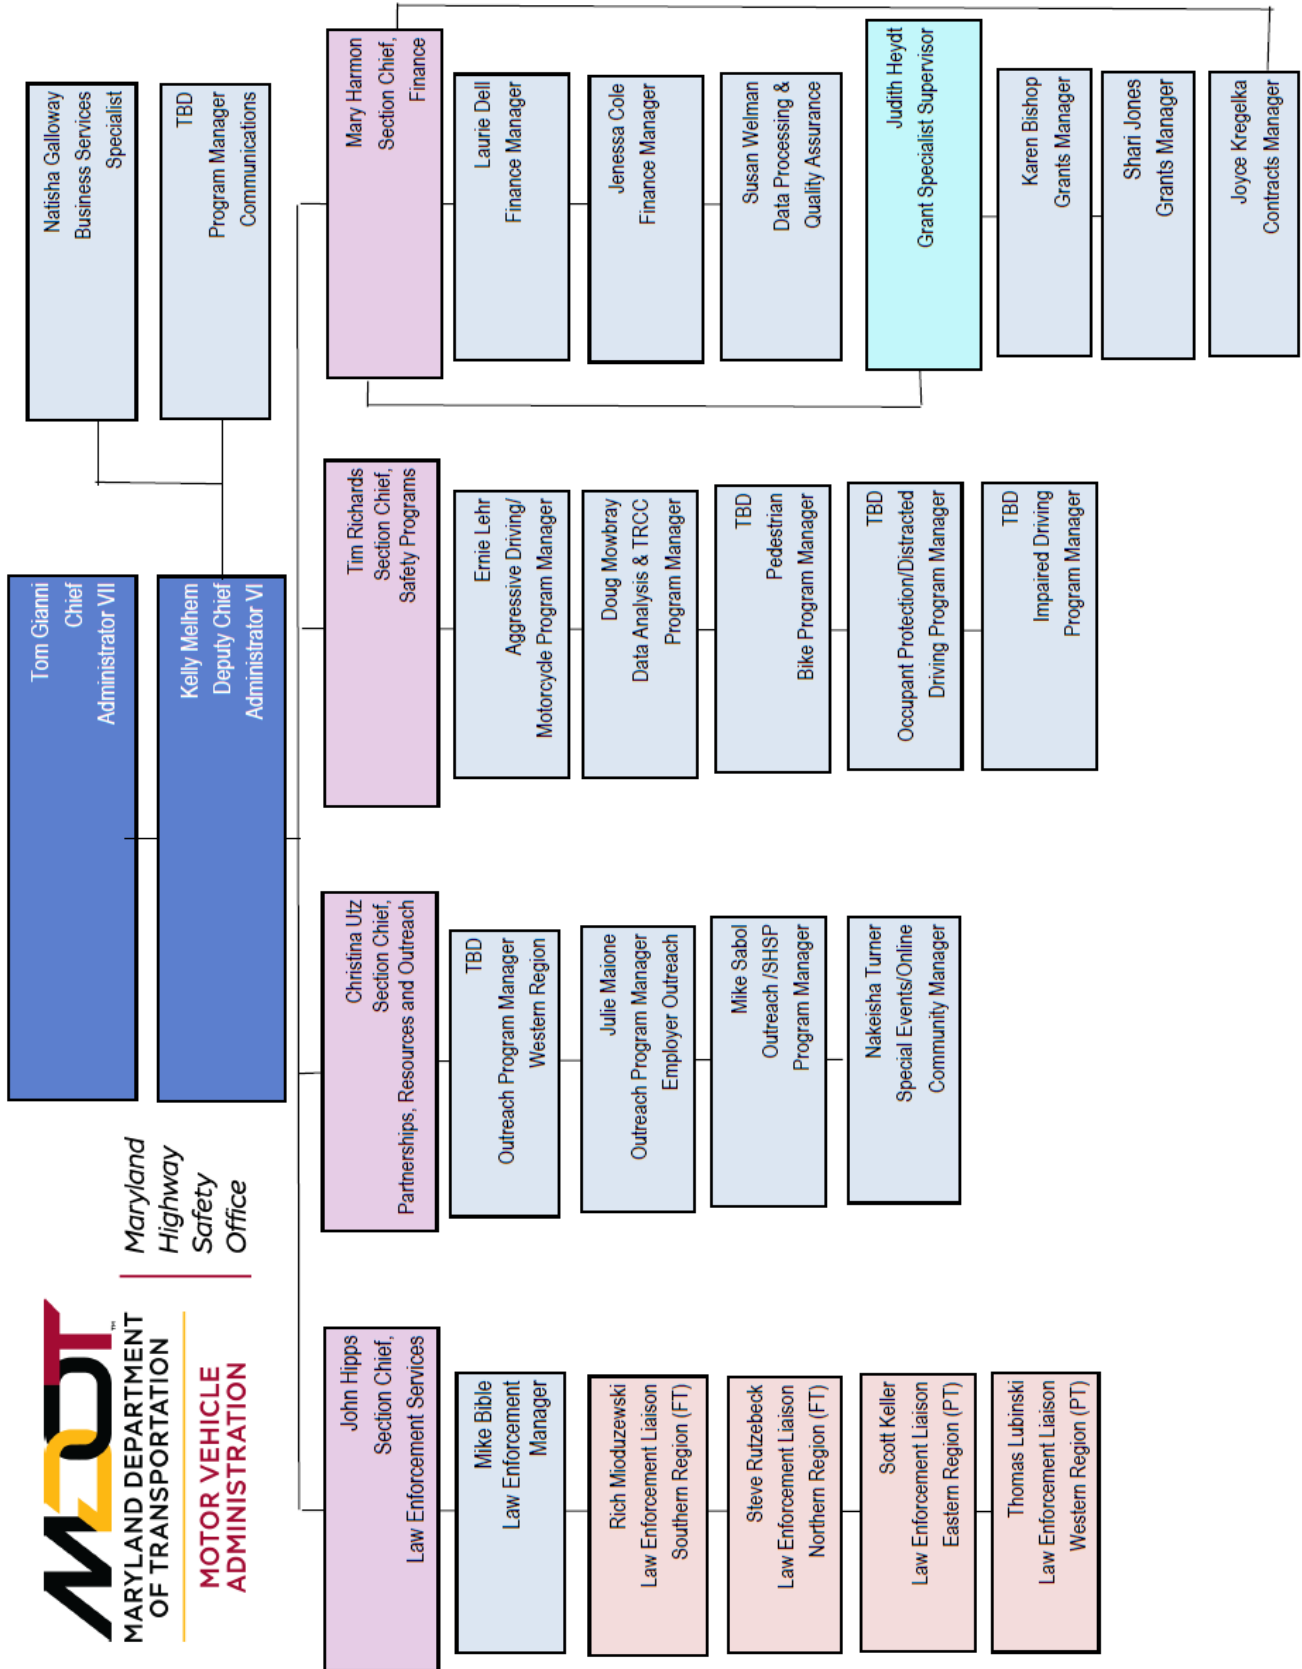 MDOT™
MARYLAND DEPARTMENT
OF TRANSPORTATION
MOTOR VEHICLE
ADMINISTRATION
Maryland
Highway
Safety
Office
Tom Gianni
Chief
Administrator VII
Kelly Melhem
Deputy Chief
Administrator VI
Natisha Galloway
Business Services
Specialist
TBD
Program Manager
Communications
John Hipps
Section Chief,
Law Enforcement Services
Mike Bible
Law Enforcement
Manager
Rich Mioduzewski
Law Enforcement Liaison
Southern Region (FT)
Steve Rutzebeck
Law Enforcement Liaison
Northern Region (FT)
Scott Keller
Law Enforcement Liaison
Eastern Region (PT)
Thomas Lubinski
Law Enforcement Liaison
Western Region (PT)
Christina Utz
Section Chief,
Partnerships, Resources and Outreach
TBD
Outreach Program Manager
Western Region
Julie Maione
Outreach Program Manager
Employer Outreach
Mike Sabol
Outreach /SHSP
Program Manager
Nakeisha Turner
Special Events/Online
Community Manager
Tim Richards
Section Chief,
Safety Programs
Ernie Lehr
Aggressive Driving/
Motorcycle Program Manager
Doug Mowbray
Data Analysis & TRCC
Program Manager
TBD
Pedestrian
Bike Program Manager
TBD
Occupant Protection/Distracted
Driving Program Manager
TBD
Impaired Driving
Program Manager
Mary Harmon
Section Chief,
Finance
Laurie Dell
Finance Manager
Jenessa Cole
Finance Manager
Susan Welman
Data Processing &
Quality Assurance
Judith Heydt
Grant Specialist Supervisor
Karen Bishop
Grants Manager
Shari Jones
Grants Manager
Joyce Kregelka
Contracts Manager